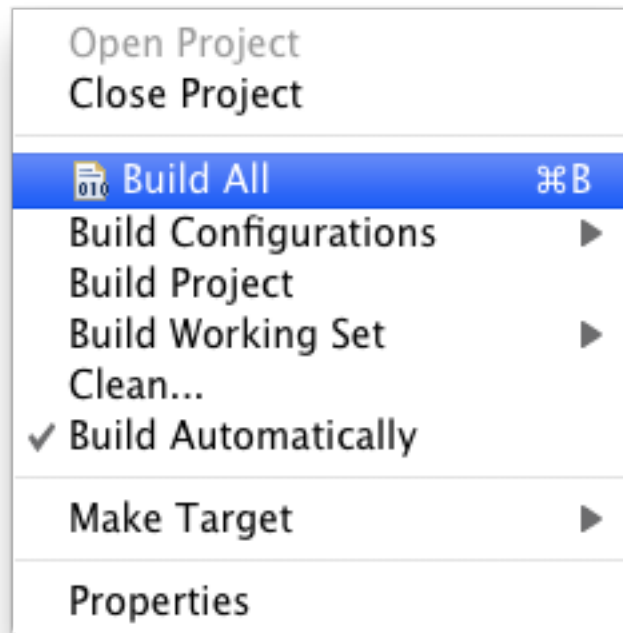 Open Project
Close Project
010 Build All ⌘B
Build Configurations
Build Project
Build Working Set
Clean...
Build Automatically
Make Target
Properties